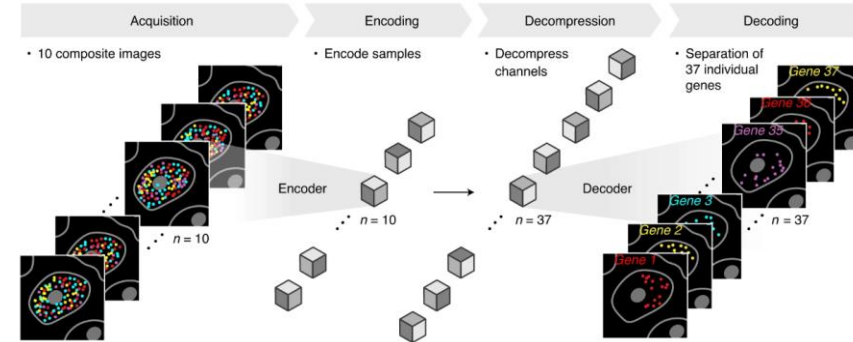 Acquisition
Encoding
Decompression
Decoding
• 10 composite images
• Encode samples
• Decompress
channels
• Separation of
37 individual
genes
Encoder
n = 10
n = 10
Decoder
n = 37
n = 37
Gene 37
Gene 36
Gene 35
Gene 3
Gene 2
Gene 1